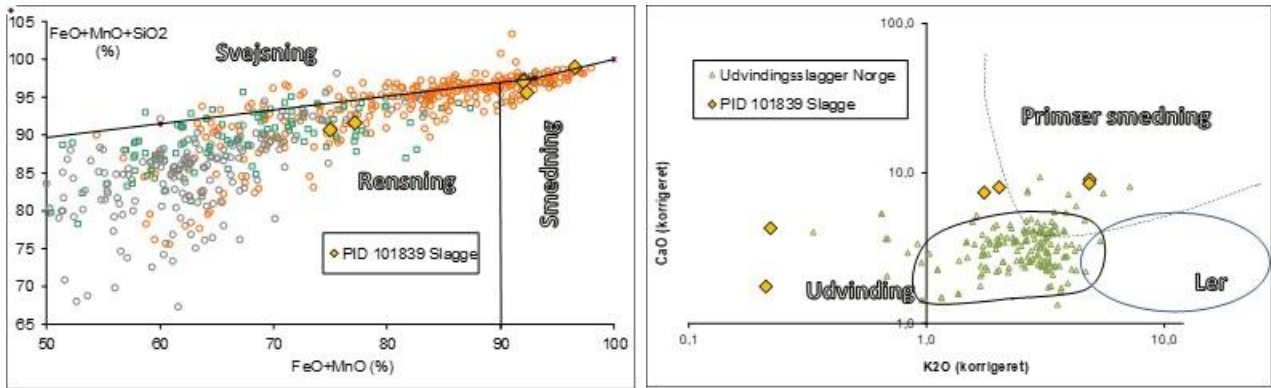 105
100
95
90
85
80
75
70
65
FeO+MnO+SiO2
(%)
Svejsning
Rensning
Smedning
PID 101839 Slagge
50
60
70
80
90
100
FeO+MnO (%)
100,0
10,0
1,0
CaO (korrigeret)
Udvindingsslagger Norge
PID 101839 Slagge
Primær smedning
Udvinding
Ler
0,1
1,0
10,0
K2O (korrigeret)